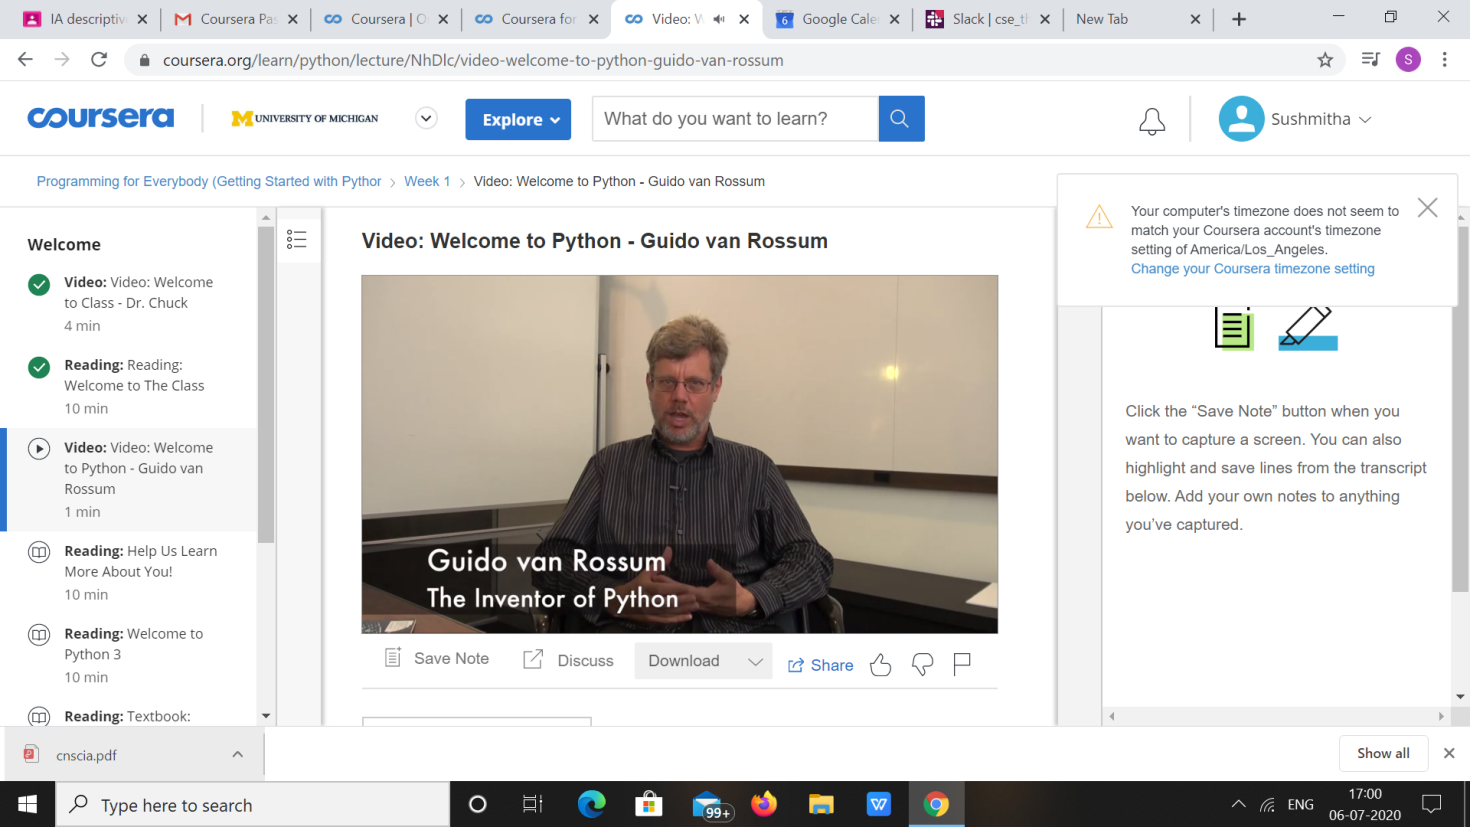 IA descriptiv
Coursera Pas
Coursera | O
Coursera for
Video: W
Google Cale
Slack | cse_th
New Tab
coursera.org/learn/python/lecture/NhDlc/video-welcome-to-python-guido-van-rossum
S
coursera
M UNIVERSITY OF MICHIGAN
Explore
What do you want to learn?
Sushmitha
Programming for Everybody (Getting Started with Python
Week 1
Video: Welcome to Python - Guido van Rossum
Your computer's timezone does not seem to
match your Coursera account's timezone
setting of America/Los_Angeles.
Change your Coursera timezone setting
Welcome
Video: Video: Welcome
to Class - Dr. Chuck
4 min
Reading: Reading:
Welcome to The Class
10 min
Video: Video: Welcome
to Python - Guido van
Rossum
1 min
Reading: Help Us Learn
More About You!
10 min
Reading: Welcome to
Python 3
10 min
Reading: Textbook:
Video: Welcome to Python - Guido van Rossum
Guido van Rossum
The Inventor of Python
Save Note
Discuss
Download
Share
Click the “Save Note” button when you
want to capture a screen. You can also
highlight and save lines from the transcript
below. Add your own notes to anything
you’ve captured.
cnscia.pdf
Show all
Type here to search
99+
ENG
17:00
06-07-2020